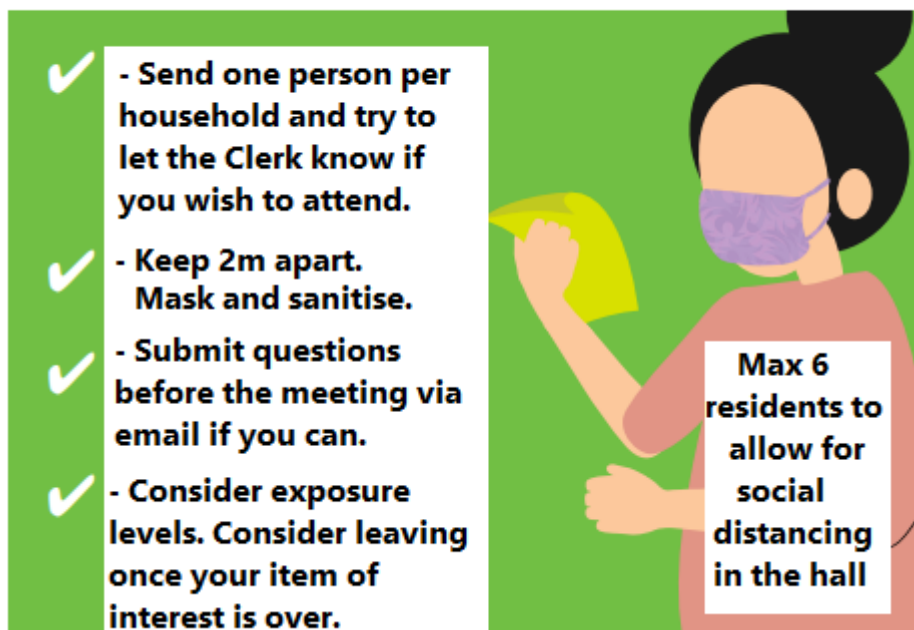 - Send one person per
household and try to
let the Clerk know if
you wish to attend.
- Keep 2m apart.
Mask and sanitise.
- Submit questions
before the meeting via
email if you can.
- Consider exposure
levels. Consider leaving
once your item of
interest is over.
Max 6
residents to
allow for
social
distancing
in the hall